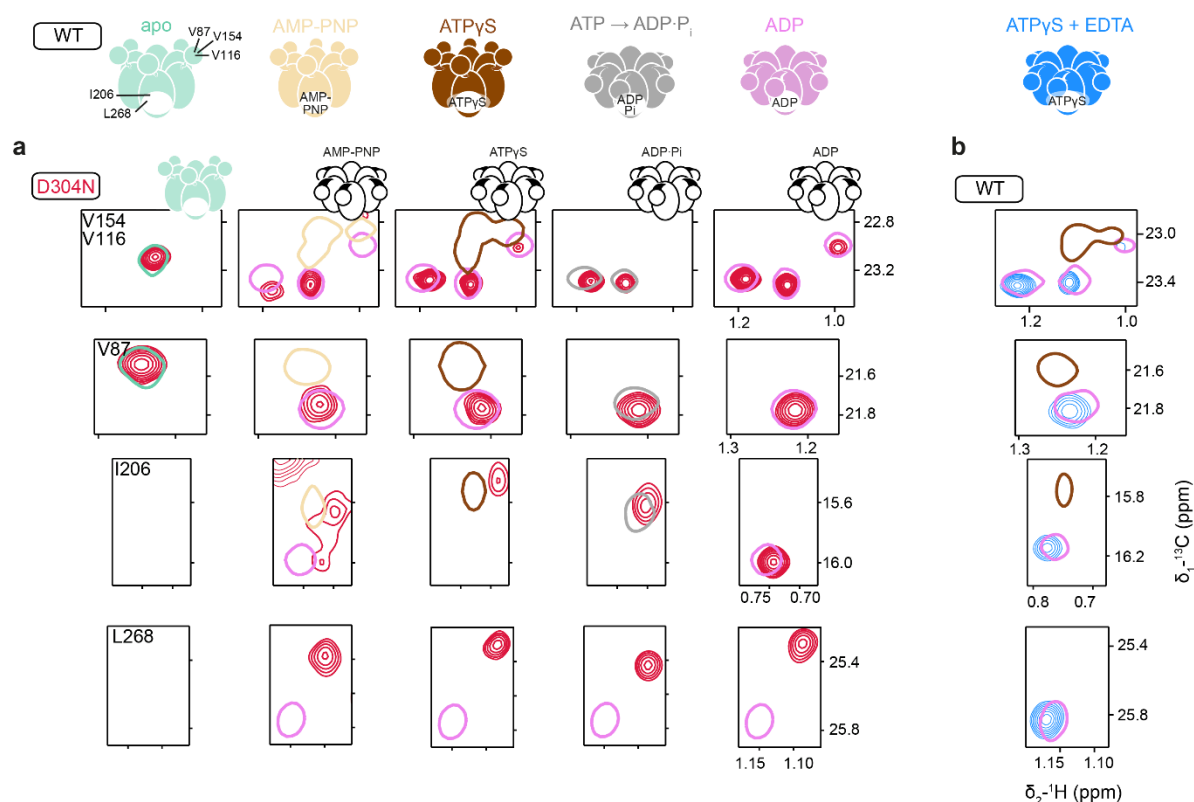 WT
apo
V87
V154
V116
I206
L268
AMP-PNP
AMP-
PNP
ATPγS
ATPγS
ATP → ADP·Pi
ADP
Pi
ADP
ADP
ATPγS + EDTA
ATPγS
a
b
D304N
AMP-PNP
ATPγS
ADP·Pi
ADP
WT
V154
V116
22.8
23.2
1.2
1.0
23.0
23.4
1.2
1.0
V87
21.6
21.8
1.3
1.2
21.6
21.8
1.3
1.2
I206
15.6
16.0
0.75
0.70
15.8
16.2
0.8
0.7
L268
25.4
25.8
1.15
1.10
25.4
25.8
1.15
1.10
δ1-13C (ppm)
δ2-1H (ppm)